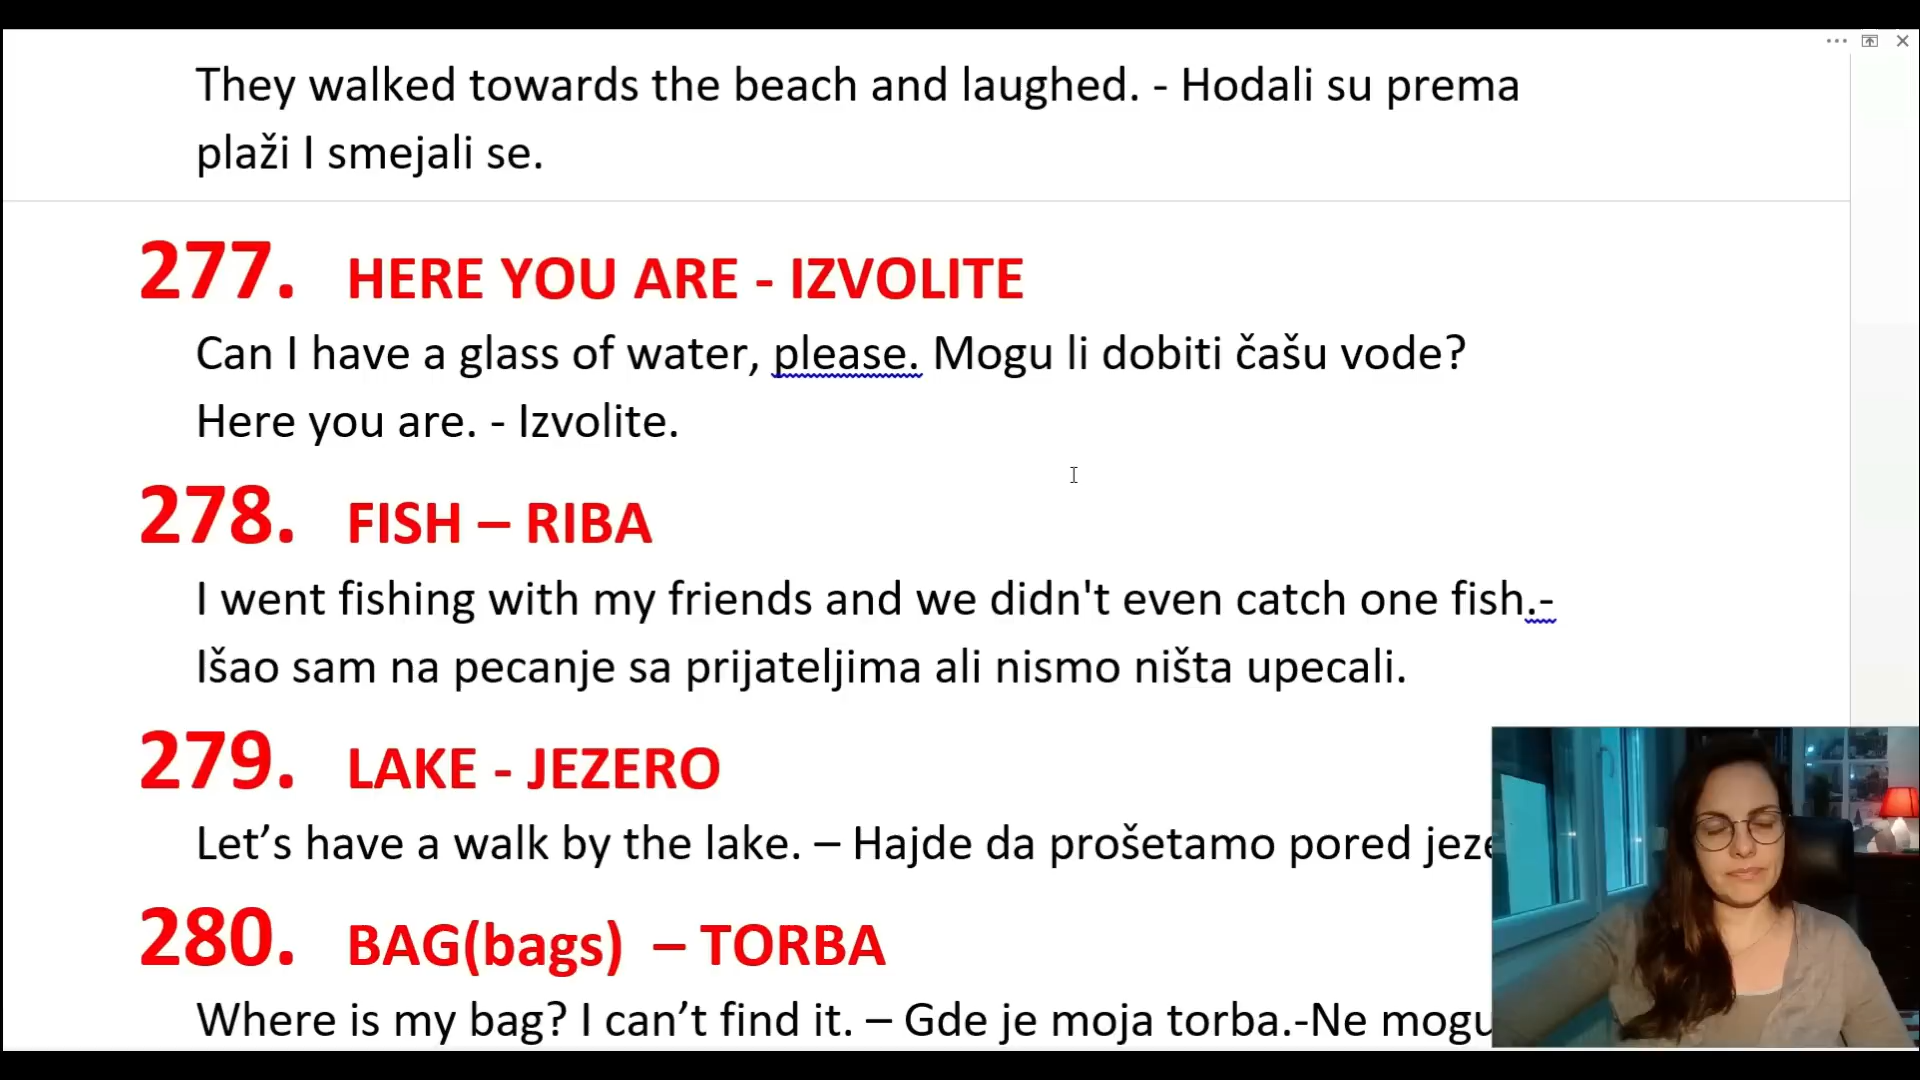 They walked towards the beach and laughed. - Hodali su prema
plaži I smejali se.
277. HERE YOU ARE - IZVOLITE
Can I have a glass of water, please. Mogu li dobiti čašu vode?
Here you are. - Izvolite.
278. FISH – RIBA
I went fishing with my friends and we didn't even catch one fish.-
Išao sam na pecanje sa prijateljima ali nismo ništa upecali.
279. LAKE - JEZERO
Let’s have a walk by the lake. – Hajde da prošetamo pored
280. BAG(bags) – TORBA
Where is my bag? I can’t find it. – Gde je moja torba.-Ne mogu